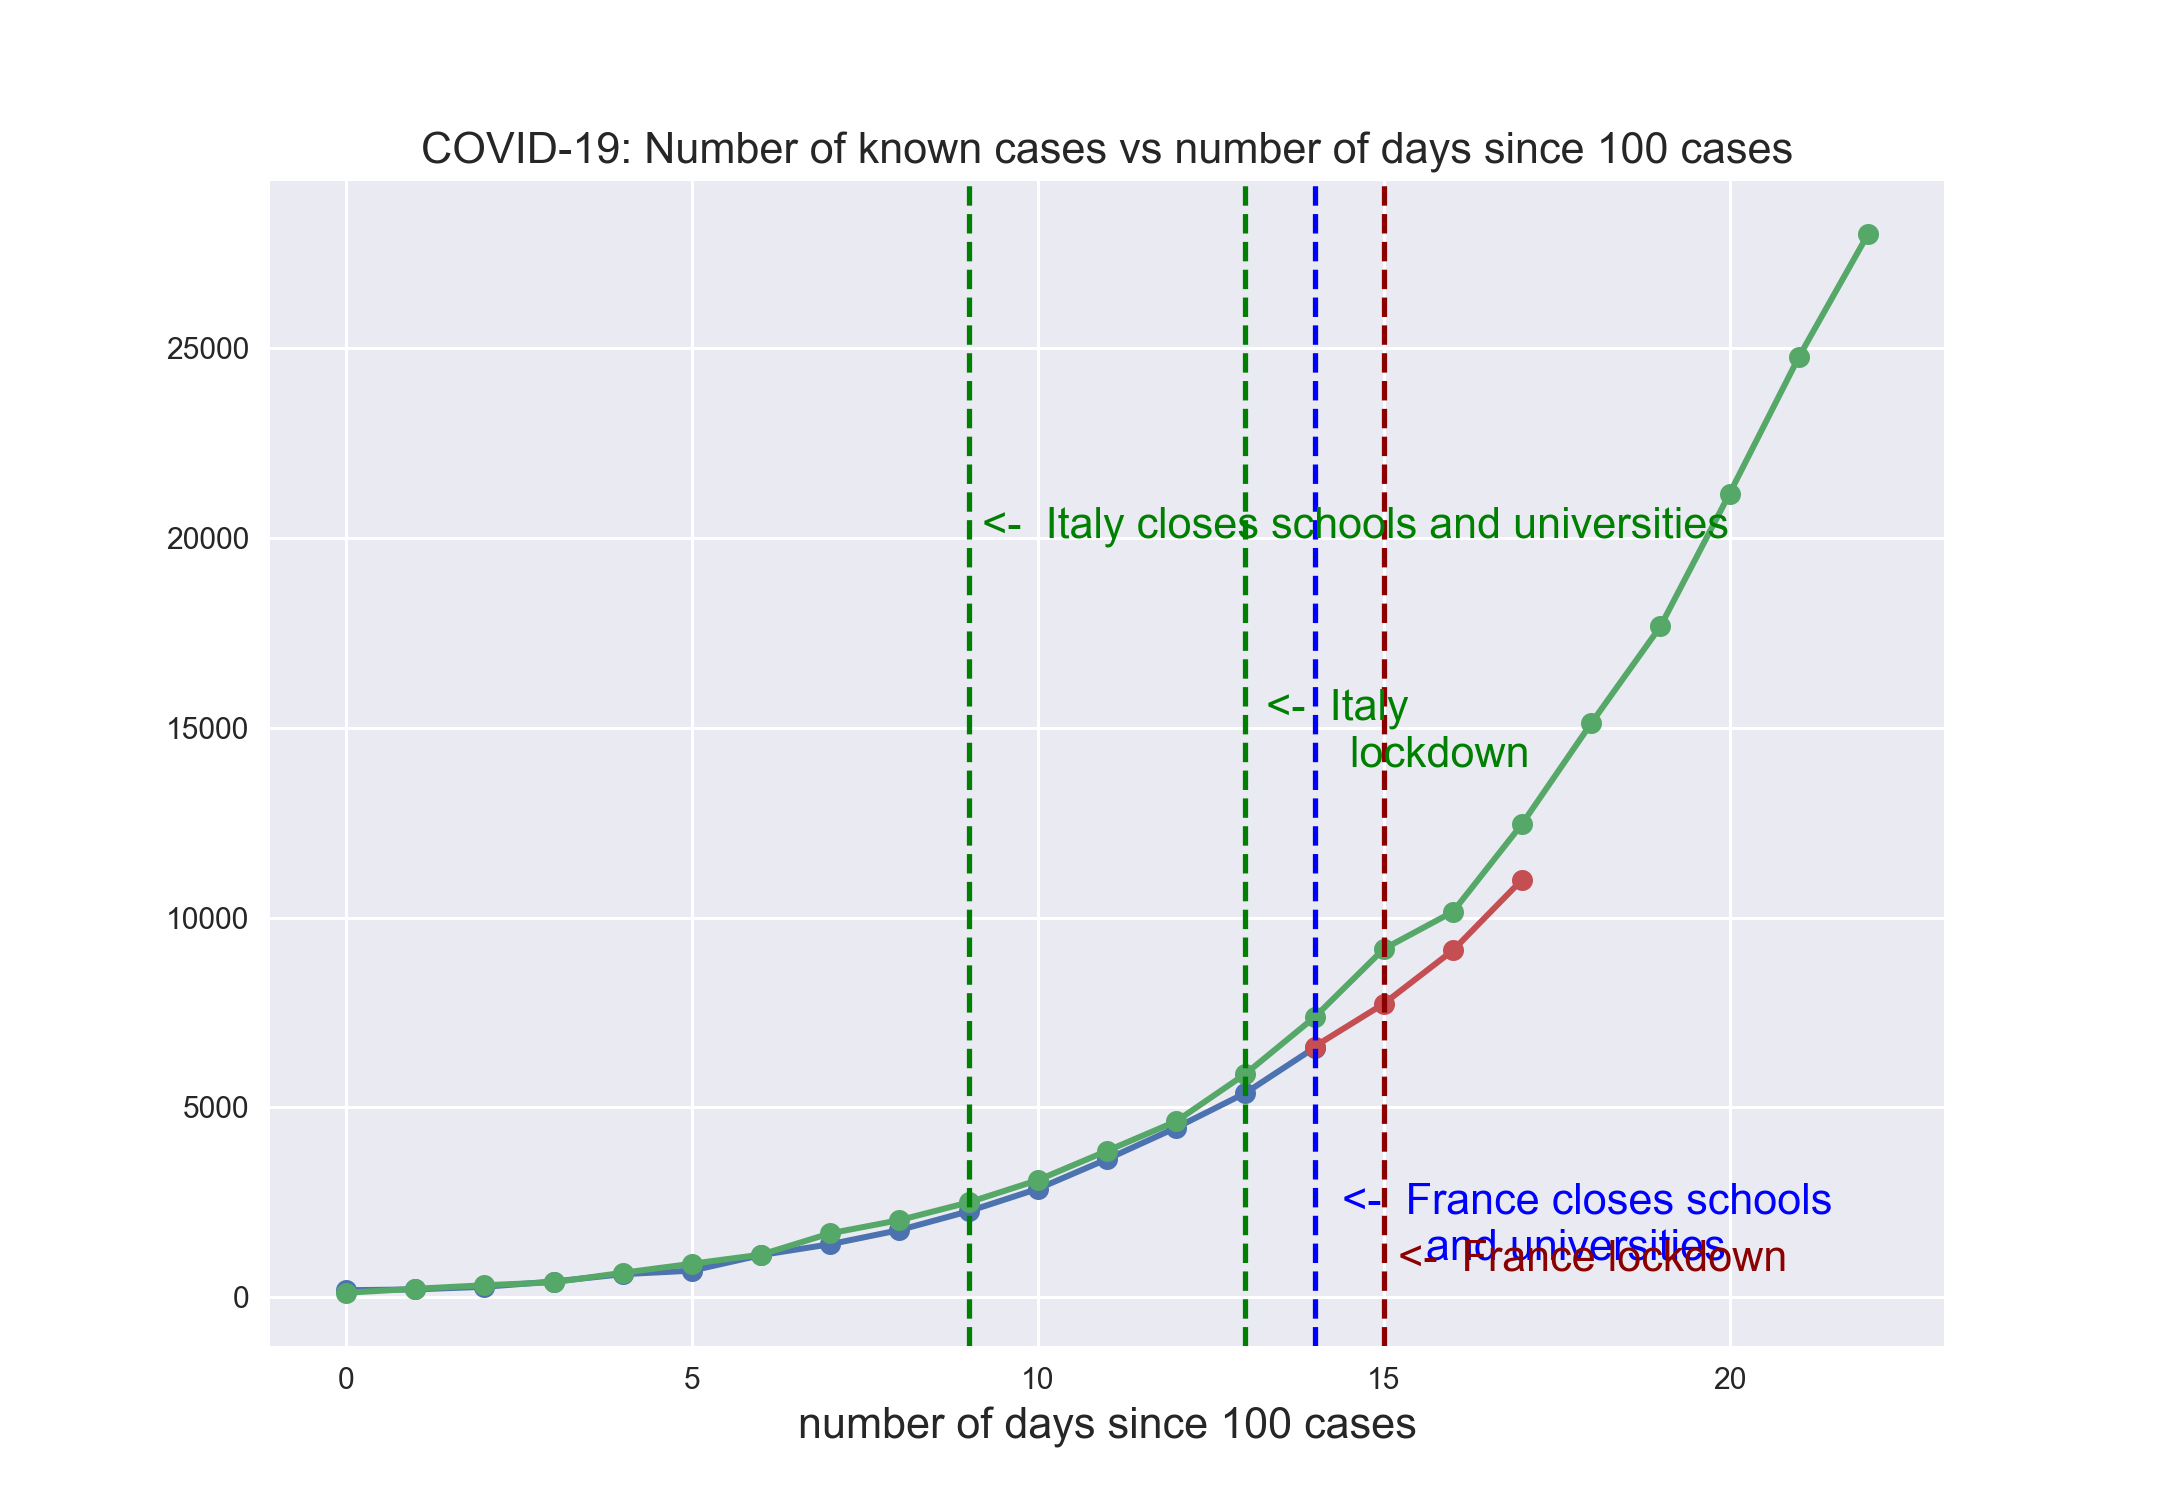 COVID-19: Number of known cases vs number of days since 100 cases
25000
20000
15000
10000
5000
0
<-  Italy closes schools and universities
<-  Italy
lockdown
<-  France closes schools
and universities
<-  France lockdown
0 5 10 15 20
number of days since 100 cases